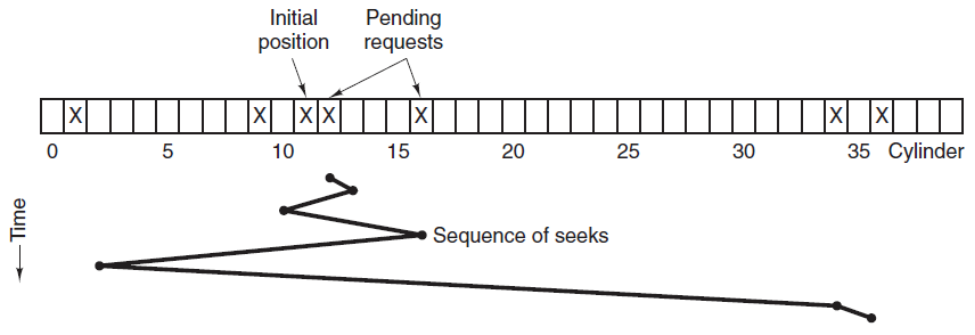 Initial position
Pending requests
X X X X X X X
0 5 10 15 20 25 30 35 Cylinder
Time
Sequence of seeks